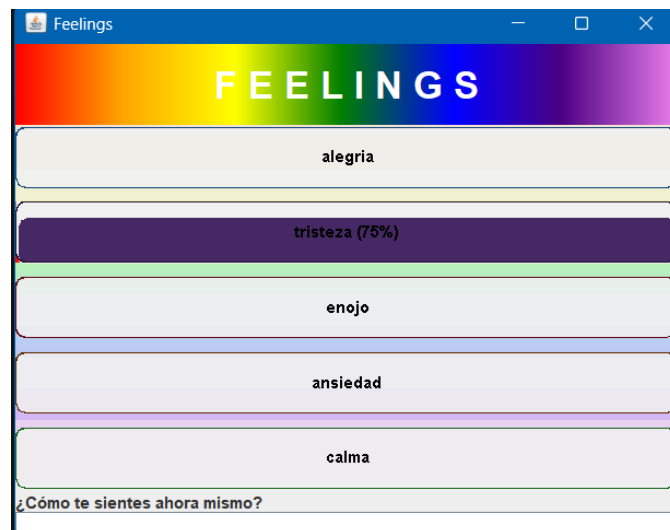 Feelings
F E E L I N G S
alegria
tristeza (75%)
enojo
ansiedad
calma
¿Cómo te sientes ahora mismo?